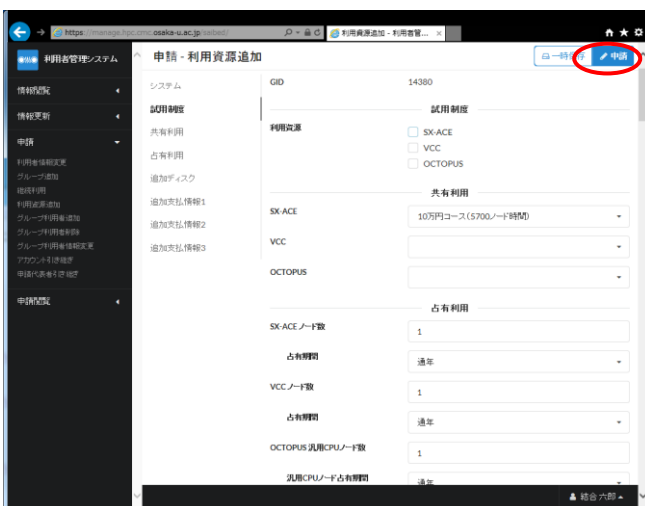 https://manage.hpc.cmc.osaka-u.ac.jp/saibed/
利用資源追加 - 利用者管... ×
利用者管理システム
情報閲覧
情報更新
申請
利用者情報変更
グループ追加
継続利用
利用資源追加
グループ利用者追加
グループ利用者削除
グループ利用者情報変更
アカウント引き継ぎ
申請代表者引き継ぎ
申請閲覧
申請 - 利用資源追加
一時保存
申請
システム
試用制度
共有利用
占有利用
追加ディスク
追加支払情報1
追加支払情報2
追加支払情報3
GID 14380
試用制度
利用資源
SX-ACE
VCC
OCTOPUS
共有利用
SX-ACE 10万円コース(5700ノード時間)
VCC
OCTOPUS
占有利用
SX-ACEノード数 1
占有期間 通年
VCCノード数 1
占有期間 通年
OCTOPUS 汎用CPUノード数 1
汎用CPUノード占有期間 通年
結合 六郎